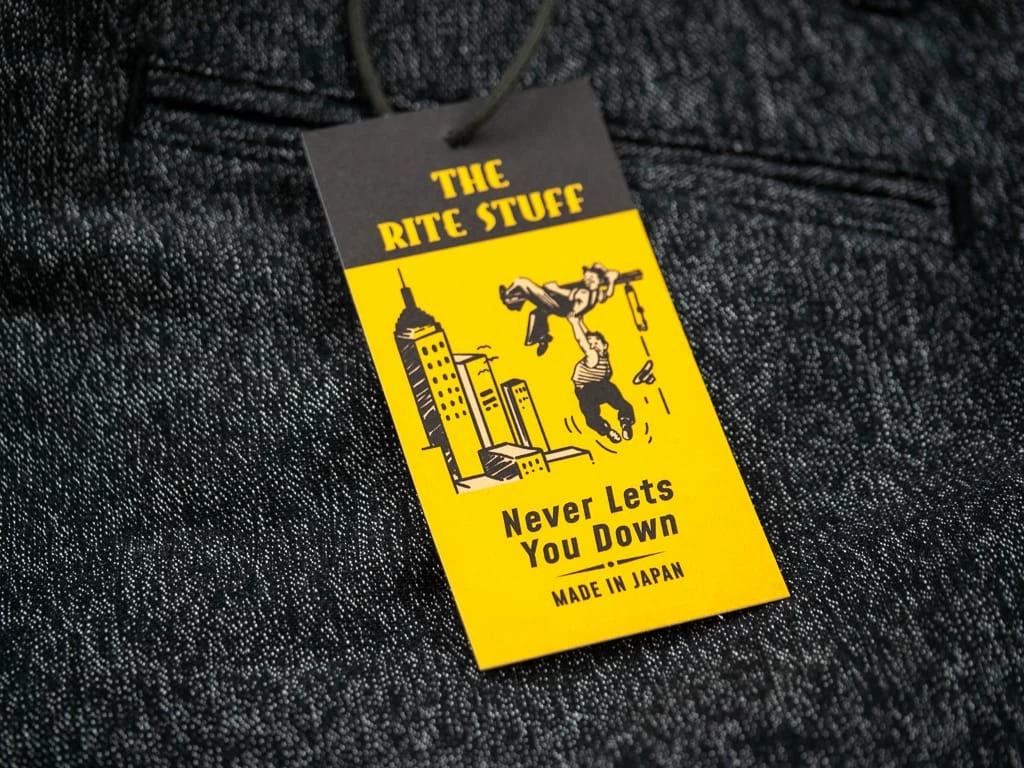 THE
RITE STUFF
Never Lets
You Down
MADE IN JAPAN